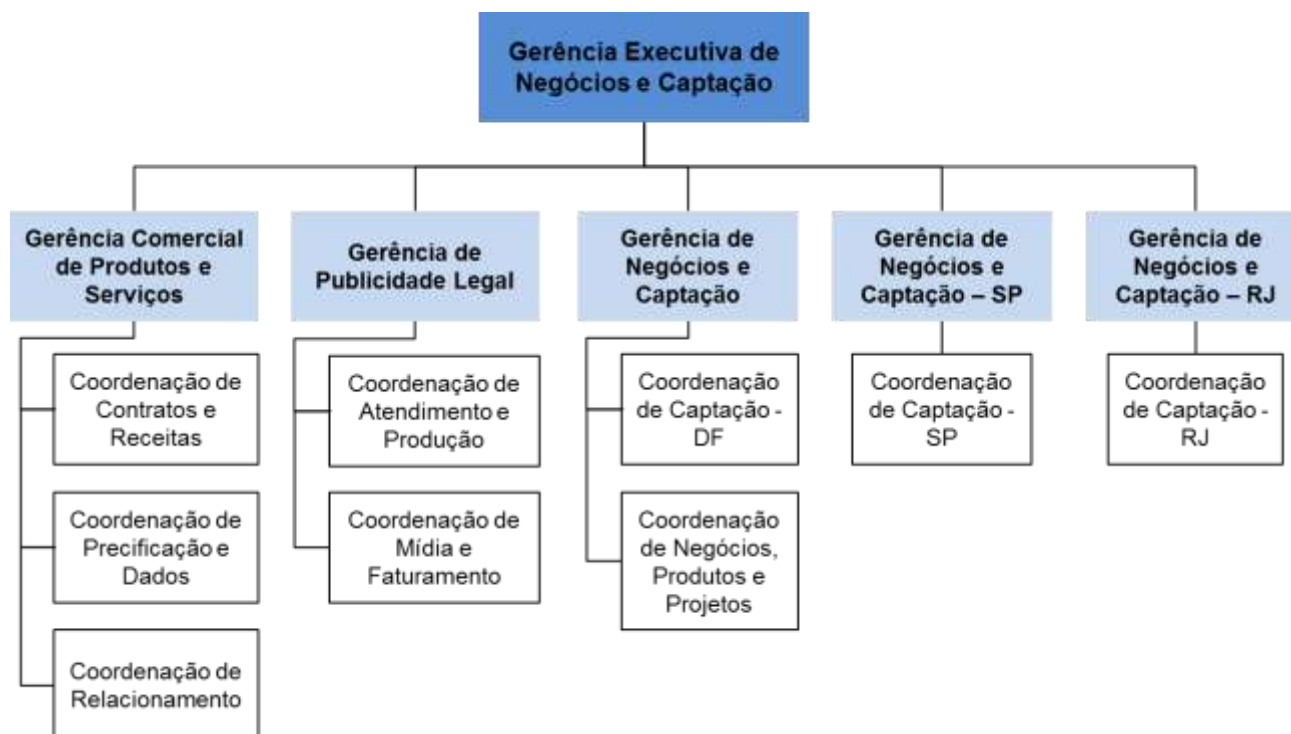 Gerência Executiva de
Negócios e Captação
Gerência Comercial
de Produtos e
Serviços
Gerência de
Publicidade Legal
Gerência de
Negócios e
Captação
Gerência de
Negócios e
Captação – SP
Gerência de
Negócios e
Captação – RJ
Coordenação de
Contratos e
Receitas
Coordenação de
Atendimento e
Produção
Coordenação
de Captação -
DF
Coordenação
de Captação -
SP
Coordenação
de Captação -
RJ
Coordenação de
Precificação e
Dados
Coordenação de
Mídia e
Faturamento
Coordenação
de Negócios,
Produtos e
Projetos
Coordenação de
Relacionamento